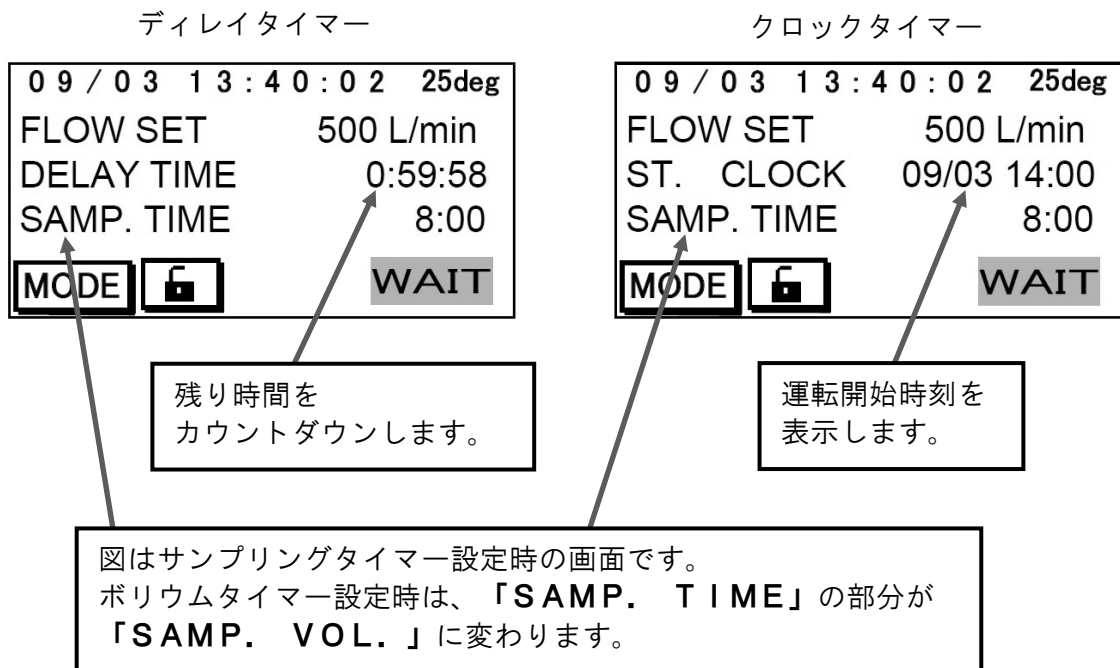 ディレイタイマー
クロックタイマー
09/03 13:40:02 25deg
FLOW SET 500 L/min
DELAY TIME 0:59:58
SAMP. TIME 8:00
MODE WAIT
09/03 13:40:02 25deg
FLOW SET 500 L/min
ST. CLOCK 09/03 14:00
SAMP. TIME 8:00
MODE WAIT
残り時間を
カウントダウンします。
運転開始時刻を
表示します。
図はサンプリングタイマー設定時の画面です。
ボリウムタイマー設定時は、「SAMP. TIME」の部分が
「SAMP. VOL.」に変わります。